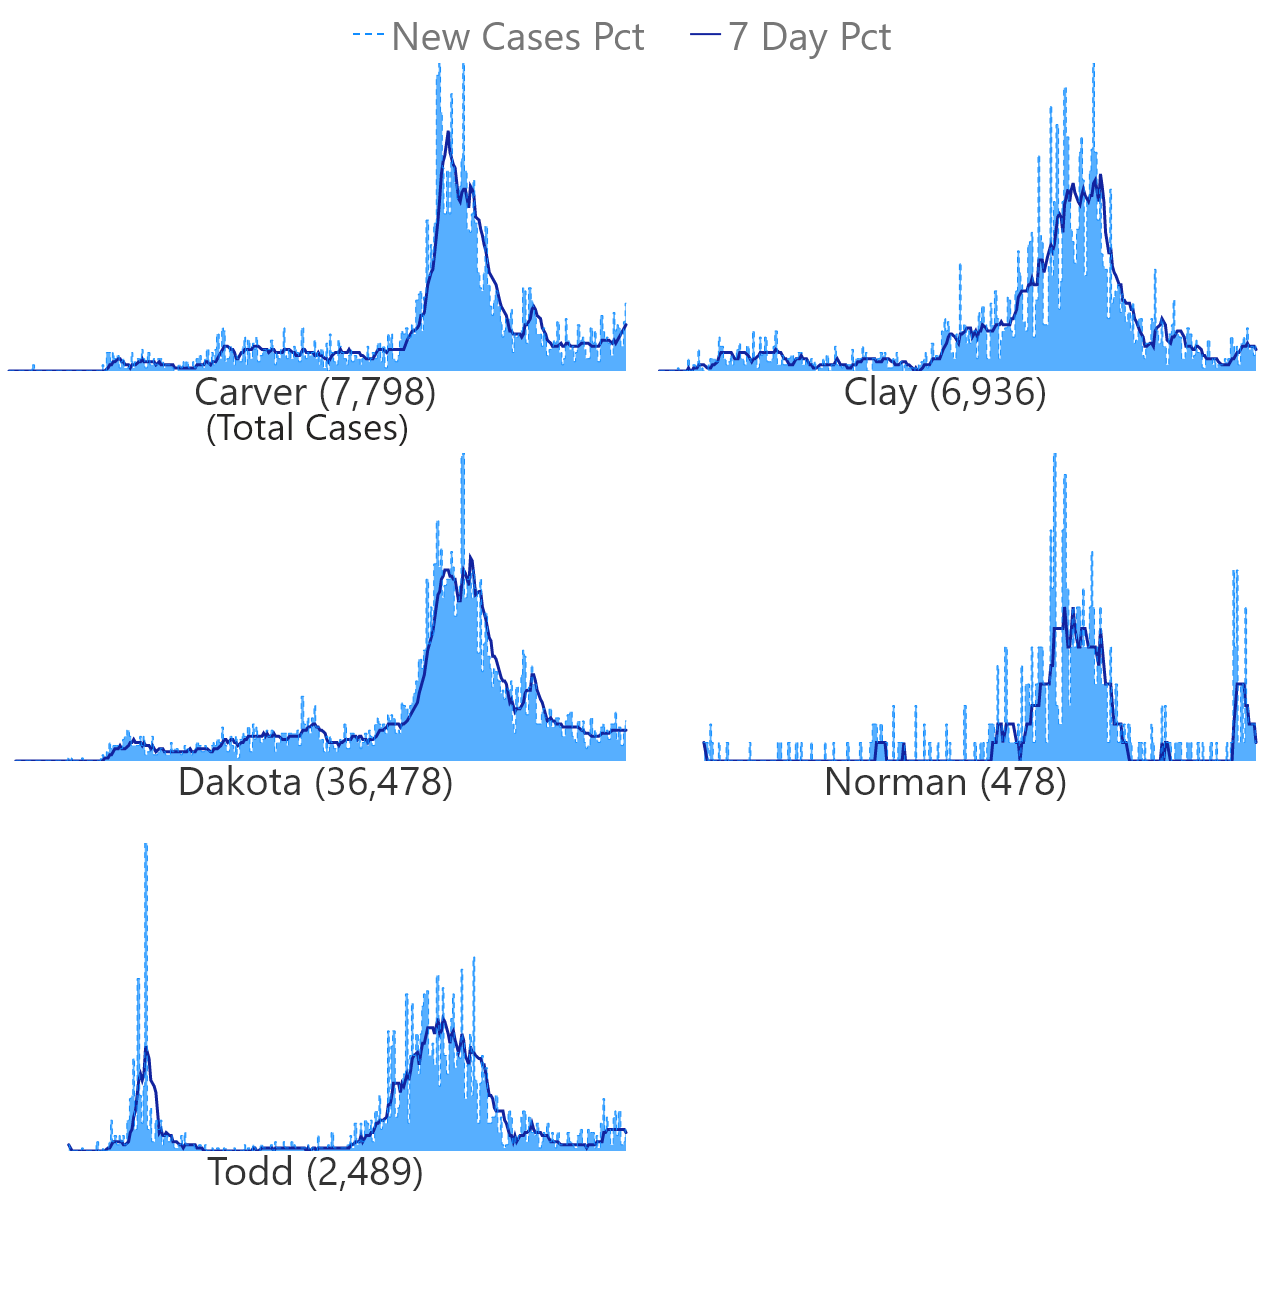 New Cases Pct 7 Day Pct
Carver (7,798)
(Total Cases)
Clay (6,936)
Dakota (36,478)
Norman (478)
Todd (2,489)